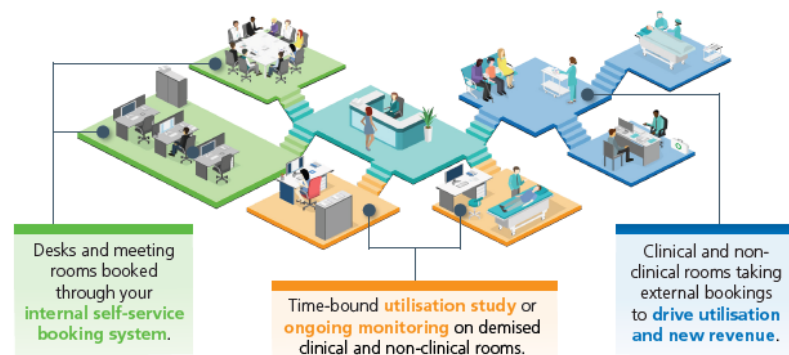 Desks and meeting
rooms booked
through your
internal self-service
booking system.
Time-bound utilisation study or
ongoing monitoring on demised
clinical and non-clinical rooms.
Clinical and non-
clinical rooms taking
external bookings
to drive utilisation
and new revenue.